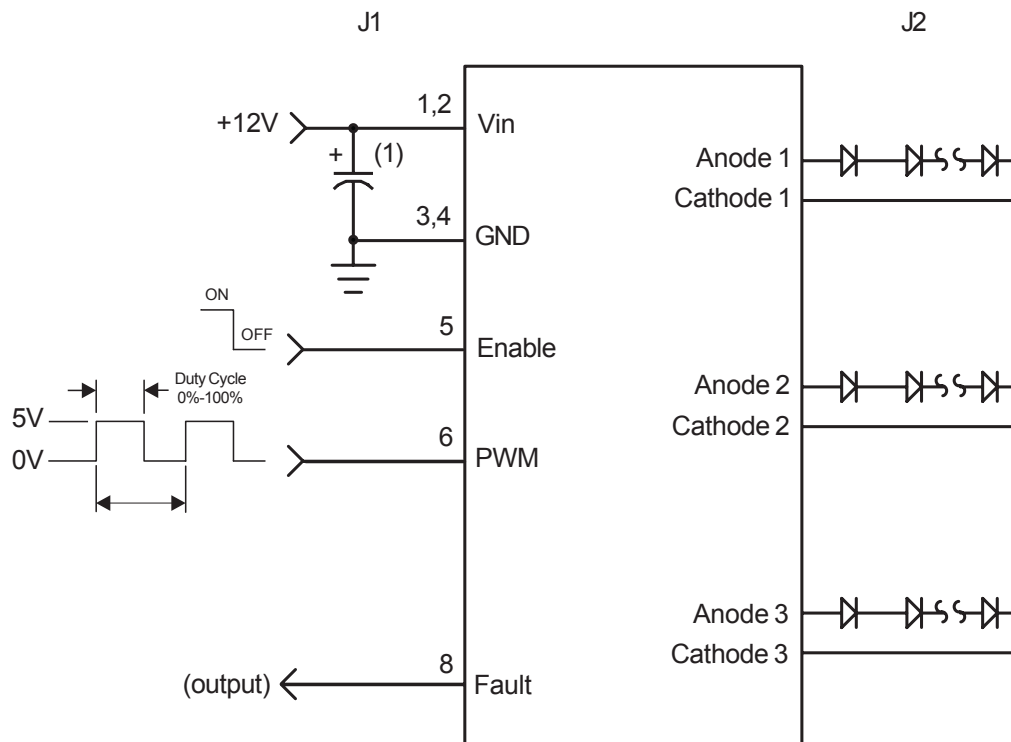 J1
J2
+12V
1,2
Vin
+
(1)
3,4
GND
ON
OFF
5
Enable
Duty Cycle
0%-100%
5V
0V
6
PWM
(output)
8
Fault
Anode 1
Cathode 1
Anode 2
Cathode 2
Anode 3
Cathode 3